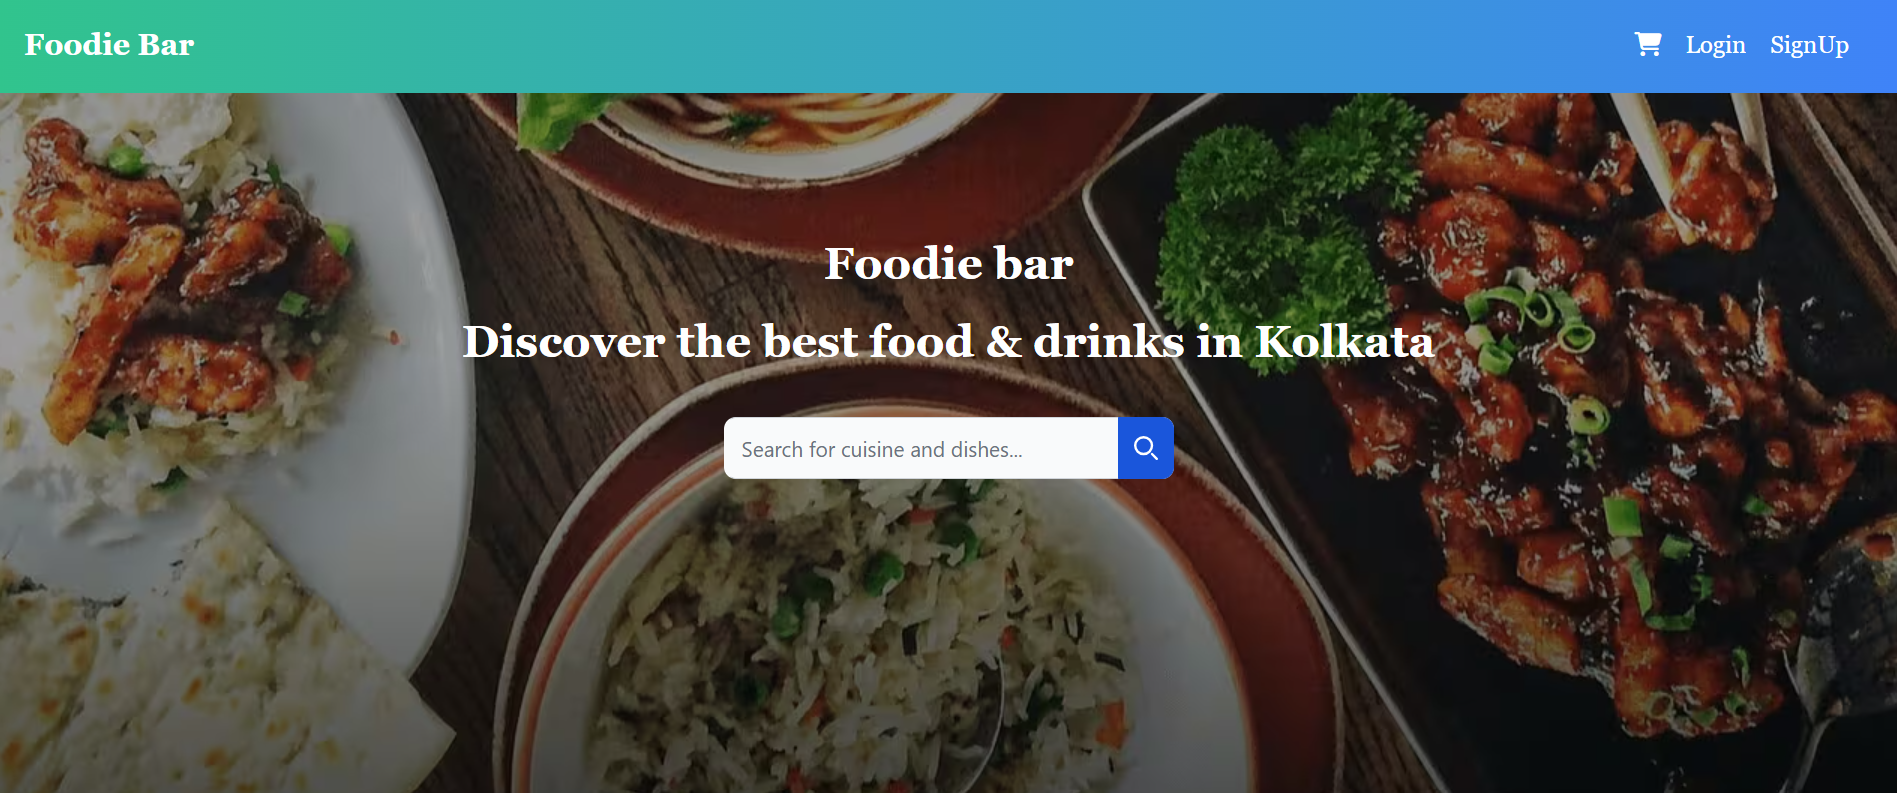 Foodie Bar
Login SignUp
Foodie bar
Discover the best food & drinks in Kolkata
Search for cuisine and dishes...